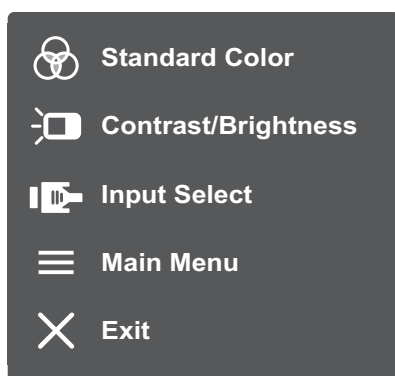 Standard Color
Contrast/Brightness
Input Select
Main Menu
Exit